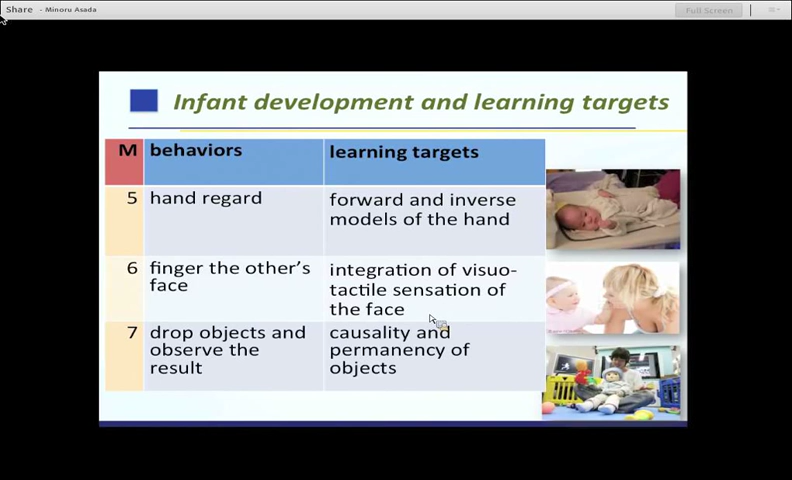 Share - Minoru Asada
Full Screen
Infant development and learning targets
M behaviors learning targets
5 hand regard forward and inverse
models of the hand
6 finger the other's
face
integration of visuo-
tactile sensation of
the face
7 drop objects and
observe the
result
causality and
permanency of
objects